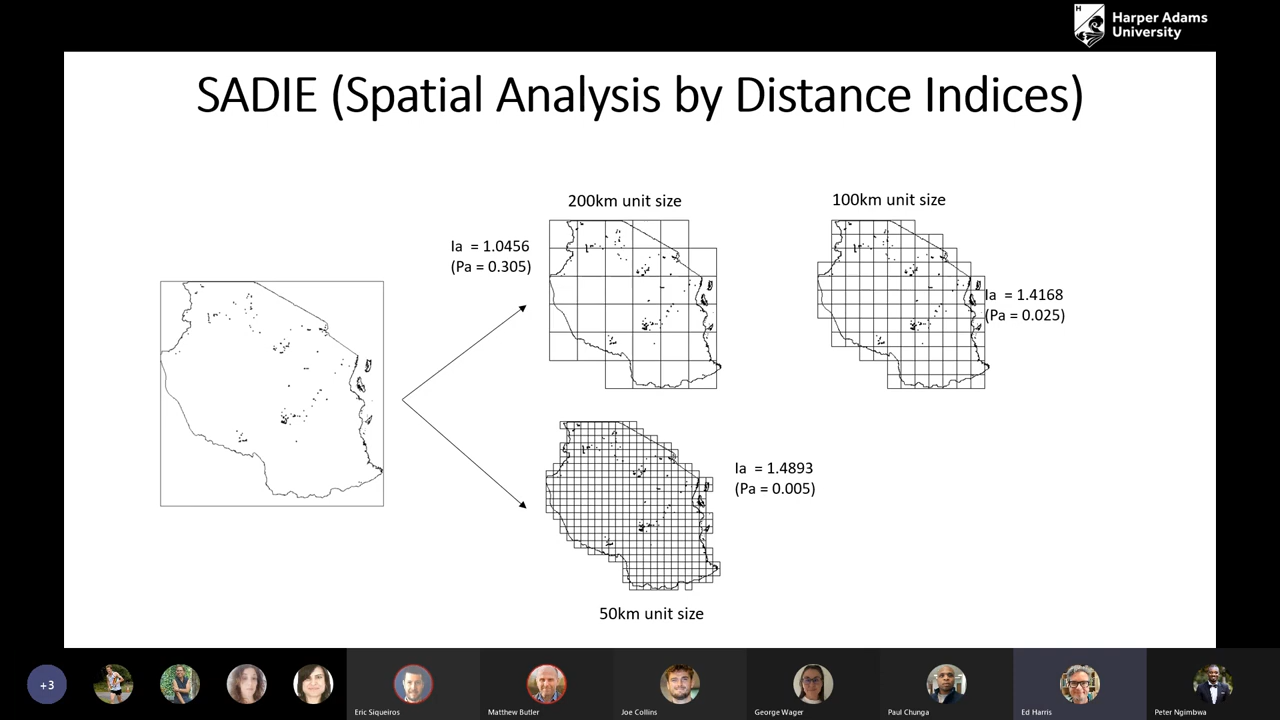 H
Harper Adams
University
SADIE (Spatial Analysis by Distance Indices)
200km unit size
100km unit size
Ia = 1.0456
(Pa = 0.305)
Ia = 1.4168
(Pa = 0.025)
Ia = 1.4893
(Pa = 0.005)
50km unit size
+3
Eric Siqueiros
Matthew Butler
Joe Collins
George Wager
Paul Chunga
Ed Harris
Peter Ngimbwa